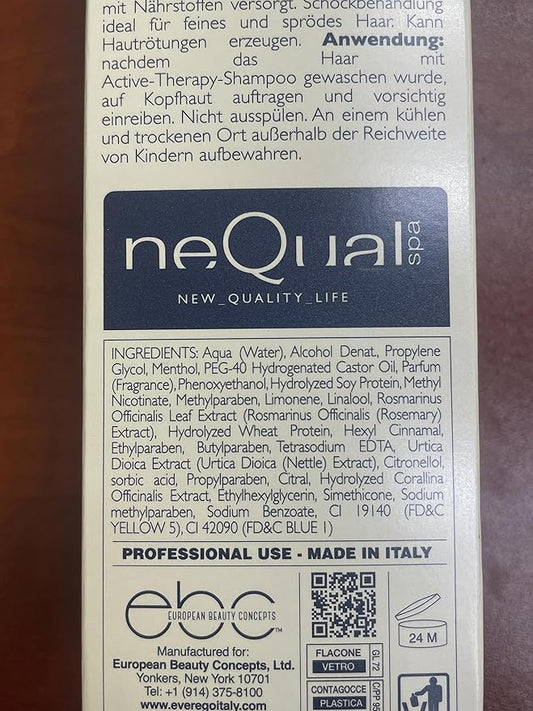 mit Nährstoffen versorgt. Schockbehandlung
ideal für feines und sprödes Haar. Kann
Hautrötungen erzeugen. Anwendung:
nachdem das Haar mit
Active-Therapy-Shampoo gewaschen wurde,
auf Kopfhaut auftragen und vorsichtig
einreiben. Nicht ausspülen. An einem kühlen
und trockenen Ort außerhalb der Reichweite
von Kindern aufbewahren.
neQual spa
NEW_QUALITY_LIFE
INGREDIENTS: Aqua (Water), Alcohol Denat., Propylene
Glycol, Menthol, PEG-40 Hydrogenated Castor Oil, Parfum
(Fragrance), Phenoxyethanol, Hydrolyzed Soy Protein, Methyl
Nicotinate, Methylparaben, Limonene, Linalool, Rosmarinus
Officinalis Leaf Extract (Rosmarinus Officinalis (Rosemary)
Extract), Hydrolyzed Wheat Protein, Hexyl Cinnamal,
Ethylparaben, Butylparaben, Tetrasodium EDTA, Urtica
Dioica Extract (Urtica Dioica (Nettle) Extract), Citronellol,
sorbic acid, Propylparaben, Citral, Hydrolyzed Corallina
Officinalis Extract, Ethylhexylglycerin, Simethicone, Sodium
methylparaben, Sodium Benzoate, CI 19140 (FD&C
YELLOW 5), CI 42090 (FD&C BLUE 1)
PROFESSIONAL USE - MADE IN ITALY
ebc
EUROPEAN BEAUTY CONCEPTS
TM
Manufactured for:
European Beauty Concepts, Ltd.
Yonkers, New York 10701
Tel: +1 (914) 375-8100
www.everegoitaly.com
FLACONE
VETRO
GL 72
CONTAGOCCE
PLASTICA
C/PP 95
24 M